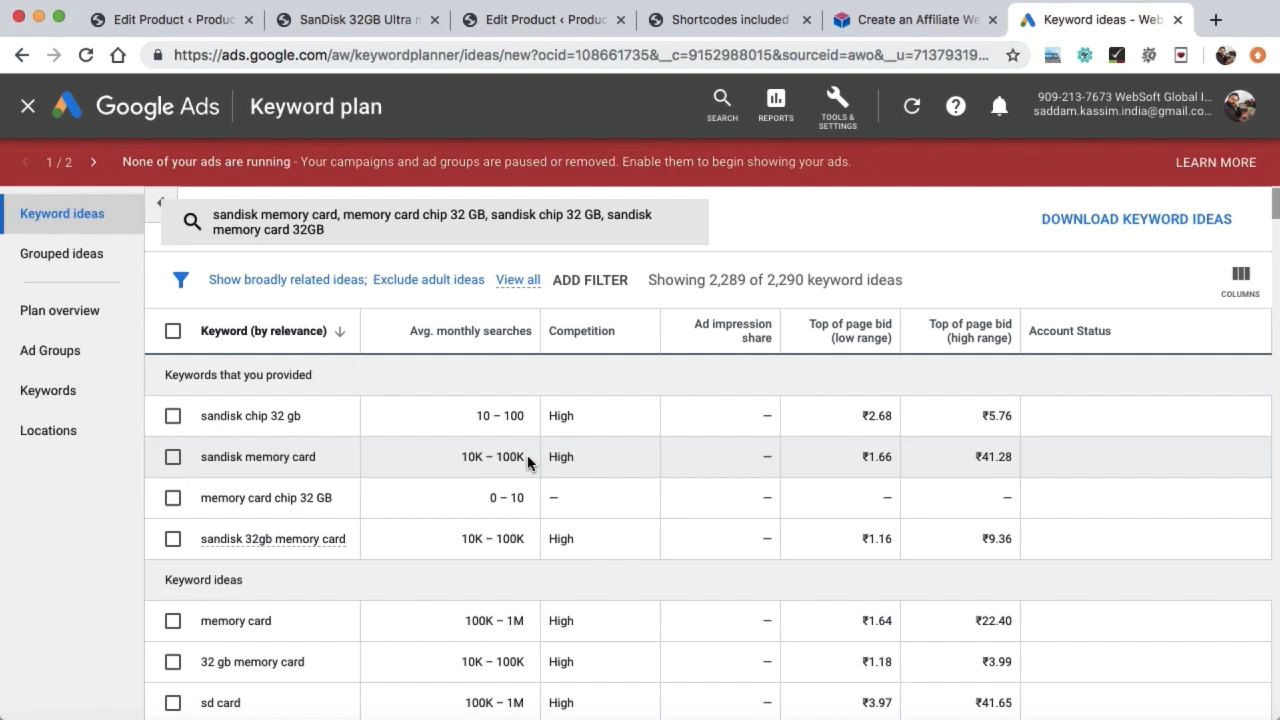 Edit Product ‹ Produc
SanDisk 32GB Ultra m
Edit Product ‹ Produc
Shortcodes included
Create an Affiliate We
Keyword ideas - Web
https://ads.google.com/aw/keywordplanner/ideas/new?ocid=108661735&__c=9152988015&sourceid=awo&__u=71379319...
Google Ads
Keyword plan
SEARCH
REPORTS
TOOLS &
SETTINGS
909-213-7673 WebSoft Global I...
saddam.kassim.india@gmail.co...
1 / 2
None of your ads are running - Your campaigns and ad groups are paused or removed. Enable them to begin showing your ads.
LEARN MORE
Keyword ideas
Grouped ideas
Plan overview
Ad Groups
Keywords
Locations
sandisk memory card, memory card chip 32 GB, sandisk chip 32 GB, sandisk
memory card 32GB
DOWNLOAD KEYWORD IDEAS
Show broadly related ideas; Exclude adult ideas View all ADD FILTER Showing 2,289 of 2,290 keyword ideas
COLUMNS
Keyword (by relevance)
Avg. monthly searches
Competition
Ad impression
share
Top of page bid
(low range)
Top of page bid
(high range)
Account Status
Keywords that you provided
sandisk chip 32 gb 10 – 100 High – ₹2.68 ₹5.76
sandisk memory card 10K – 100K High – ₹1.66 ₹41.28
memory card chip 32 GB 0 – 10 – – – –
sandisk 32gb memory card 10K – 100K High – ₹1.16 ₹9.36
Keyword ideas
memory card 100K – 1M High – ₹1.64 ₹22.40
32 gb memory card 10K – 100K High – ₹1.18 ₹3.99
sd card 100K – 1M High – ₹3.97 ₹41.65